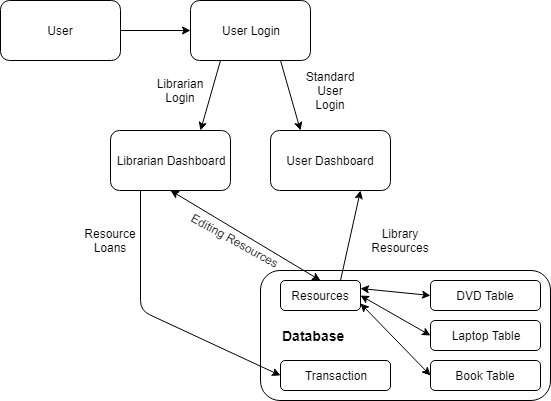 User
User Login
Librarian
Login
Standard
User
Login
Librarian Dashboard
User Dashboard
Resource
Loans
Editing Resources
Library
Resources
Resources
DVD Table
Database
Laptop Table
Transaction
Book Table